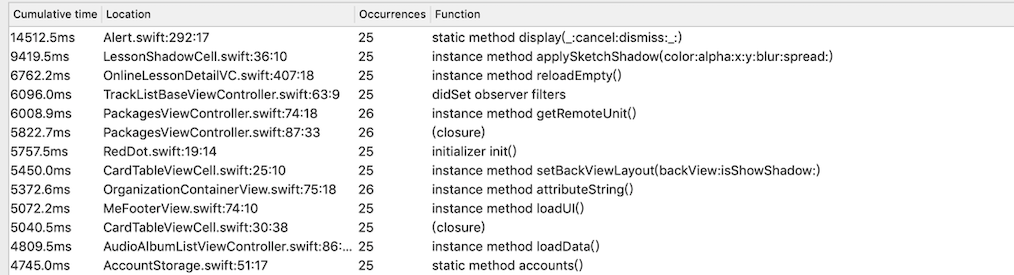 Cumulative time Location Occurrences Function
14512.5ms Alert.swift:292:17 25 static method display(_:cancel:dismiss:_:)
9419.5ms LessonShadowCell.swift:36:10 25 instance method applySketchShadow(color:alpha:x:y:blur:spread:)
6762.2ms OnlineLessonDetailVC.swift:407:18 25 instance method reloadEmpty()
6096.0ms TrackListBaseViewController.swift:63:9 25 didSet observer filters
6008.9ms PackagesViewController.swift:74:18 26 instance method getRemoteUnit()
5822.7ms PackagesViewController.swift:87:33 26 (closure)
5757.5ms RedDot.swift:19:14 25 initializer init()
5450.0ms CardTableViewCell.swift:25:10 25 instance method setBackViewLayout(backView:isShowShadow:)
5372.6ms OrganizationContainerView.swift:75:18 26 instance method attributeString()
5072.2ms MeFooterView.swift:74:10 25 instance method loadUI()
5040.5ms CardTableViewCell.swift:30:38 25 (closure)
4809.5ms AudioAlbumListViewController.swift:86:... 25 instance method loadData()
4745.0ms AccountStorage.swift:51:17 25 static method accounts()